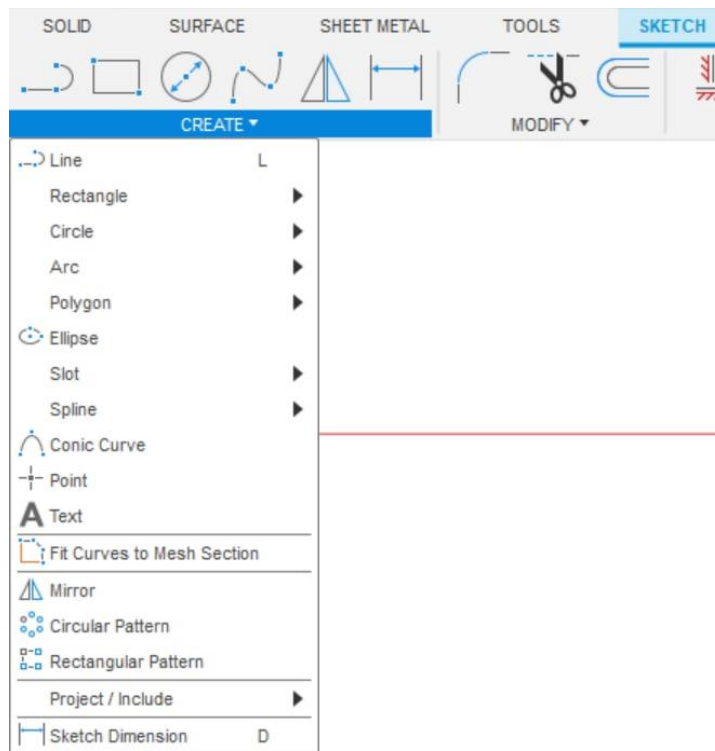 SOLID SURFACE SHEET METAL TOOLS SKETCH
CREATE ▾ MODIFY ▾
Line L
Rectangle
Circle
Arc
Polygon
Ellipse
Slot
Spline
Conic Curve
Point
Text
Fit Curves to Mesh Section
Mirror
Circular Pattern
Rectangular Pattern
Project / Include
Sketch Dimension D